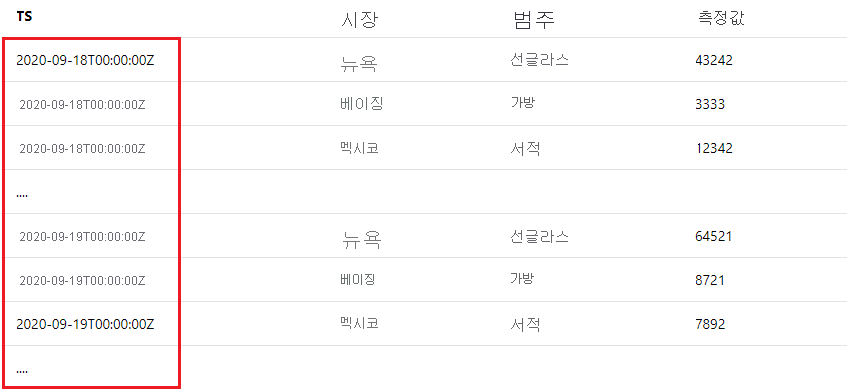 TS 시장 범주 측정값
2020-09-18T00:00:00Z 뉴욕 선글라스 43242
2020-09-18T00:00:00Z 베이징 가방 3333
2020-09-18T00:00:00Z 멕시코 서적 12342
....
2020-09-19T00:00:00Z 뉴욕 선글라스 64521
2020-09-19T00:00:00Z 베이징 가방 8721
2020-09-19T00:00:00Z 멕시코 서적 7892
....